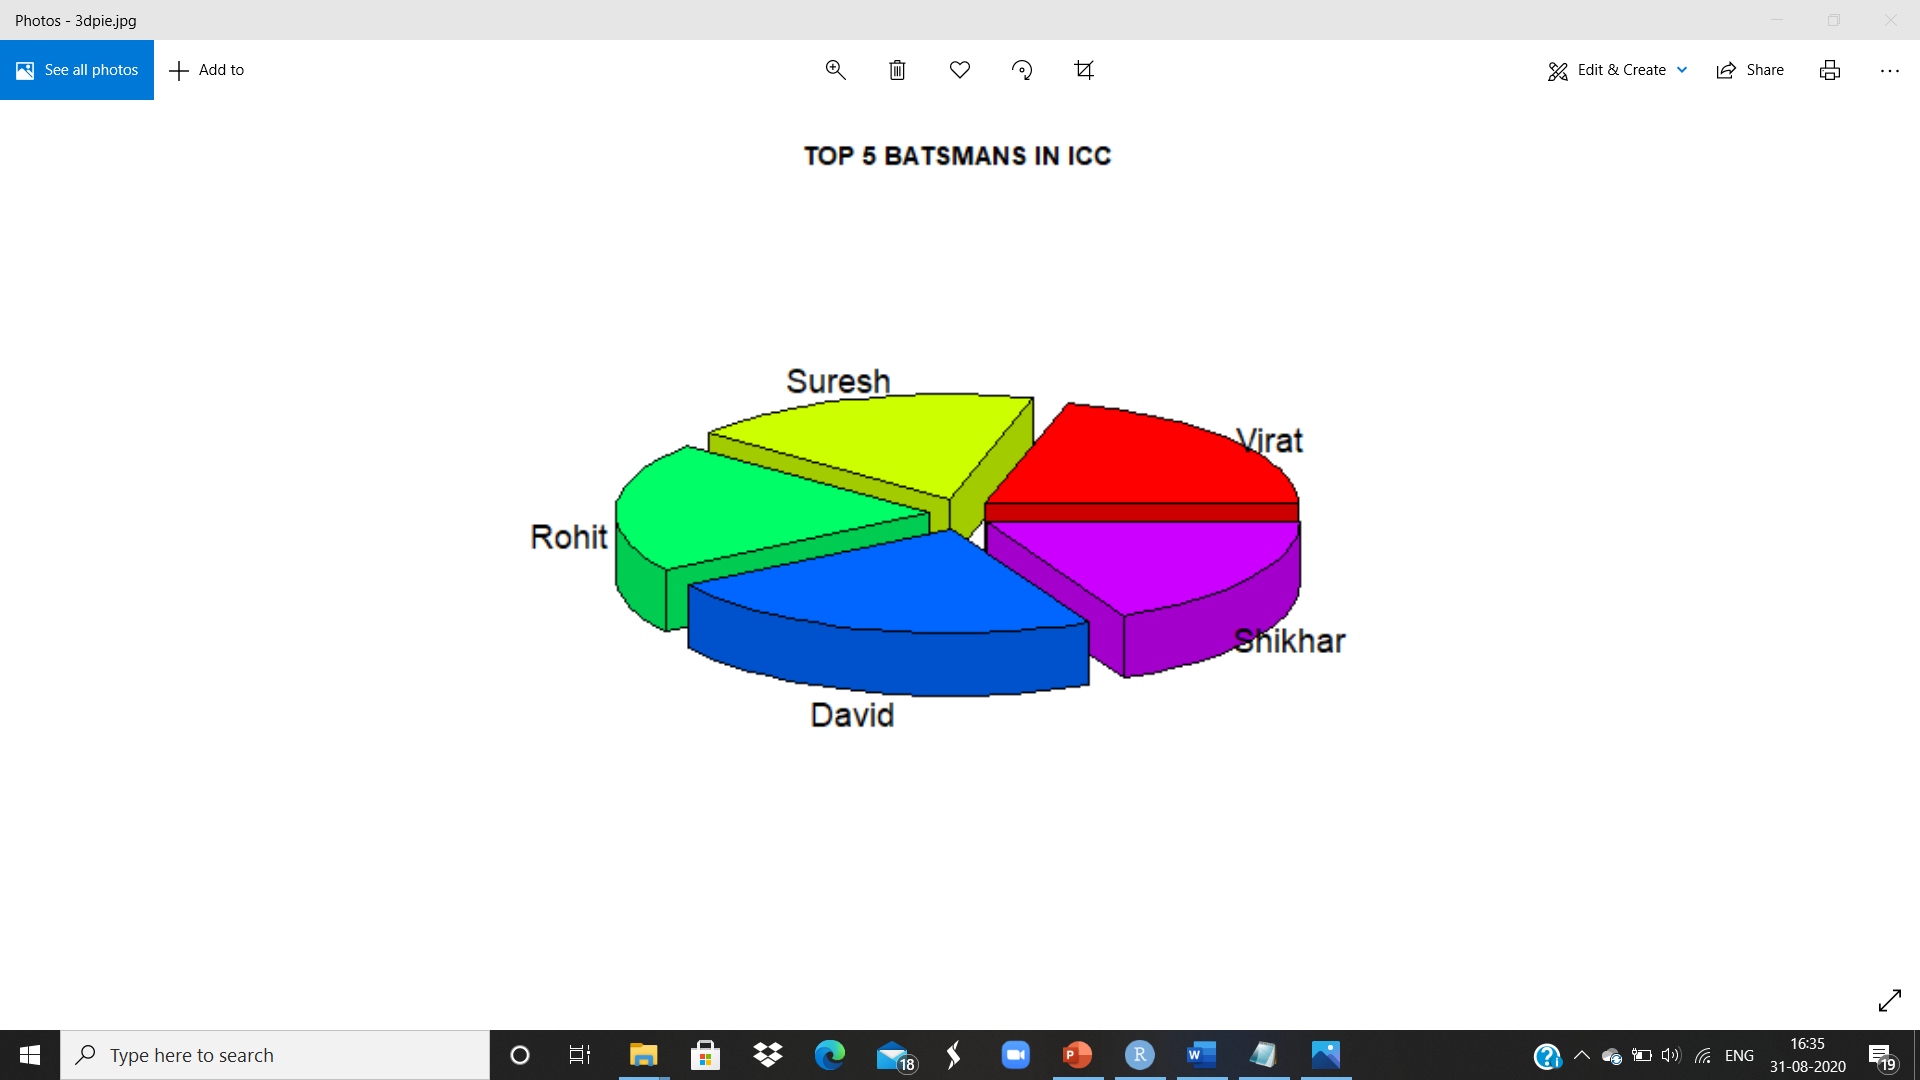 Photos - 3dpie.jpg
See all photos
Add to
Edit & Create
Share
TOP 5 BATSMANS IN ICC
Suresh
Virat
Rohit
Shikhar
David
Type here to search
18
P
R
W
ENG
16:35
31-08-2020
19